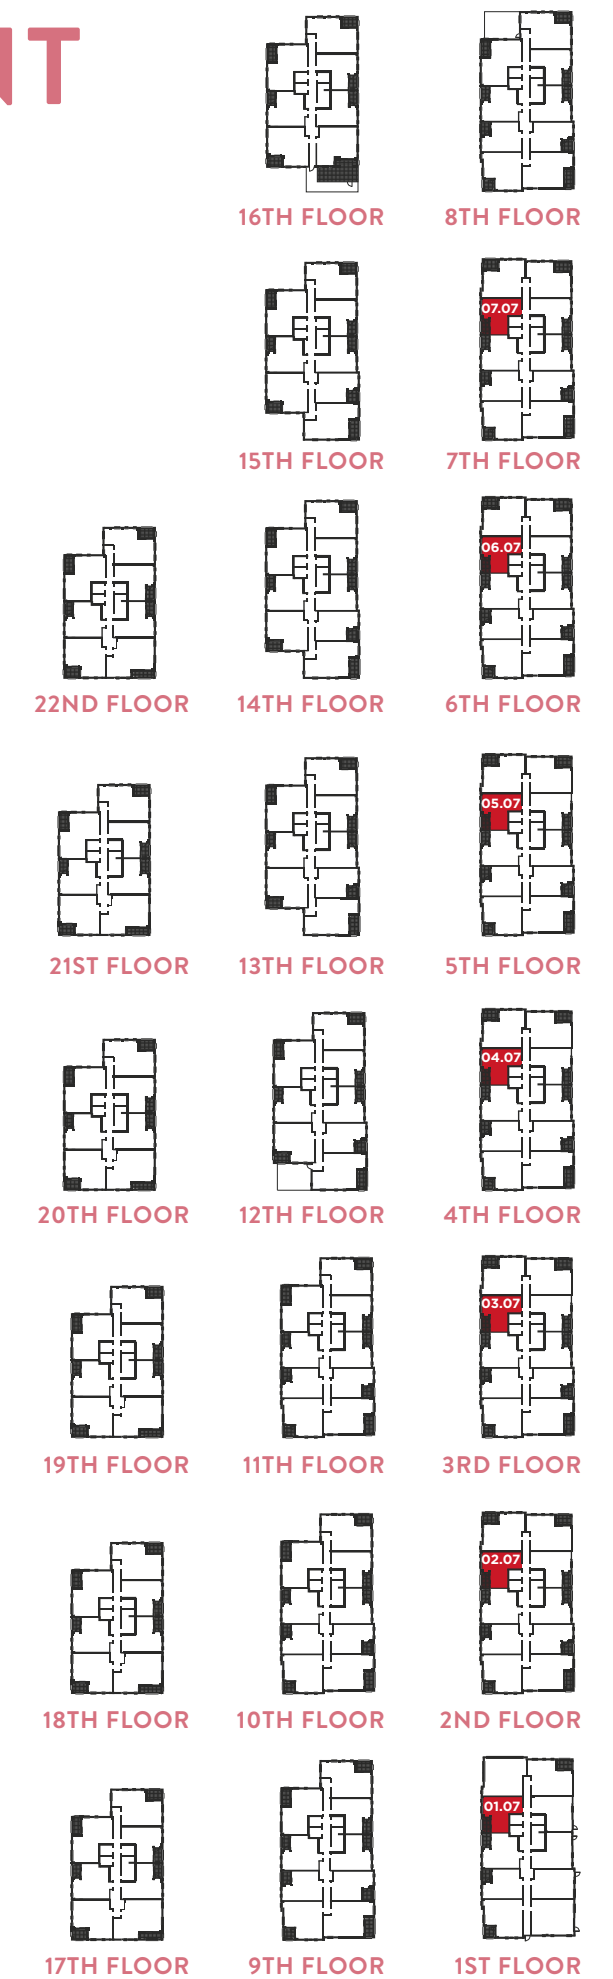 NT
16TH FLOOR
8TH FLOOR
07.07
15TH FLOOR
7TH FLOOR
06.07
22ND FLOOR
14TH FLOOR
6TH FLOOR
05.07
21ST FLOOR
13TH FLOOR
5TH FLOOR
04.07
20TH FLOOR
12TH FLOOR
4TH FLOOR
03.07
19TH FLOOR
11TH FLOOR
3RD FLOOR
02.07
18TH FLOOR
10TH FLOOR
2ND FLOOR
01.07
17TH FLOOR
9TH FLOOR
1ST FLOOR